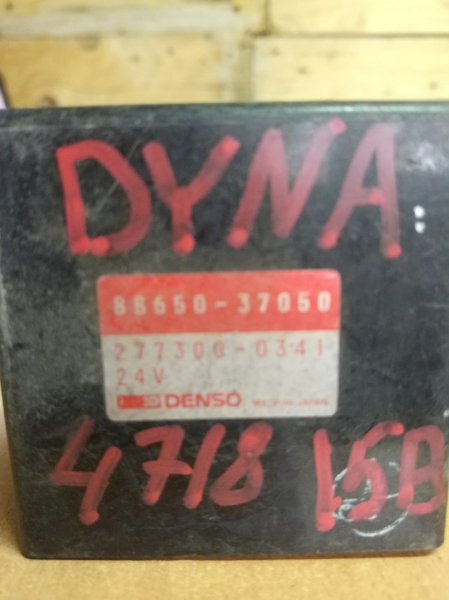 DYNA
88650-37050
277300-0341
24V
DENSO MADE IN JAPAN
4718 15B